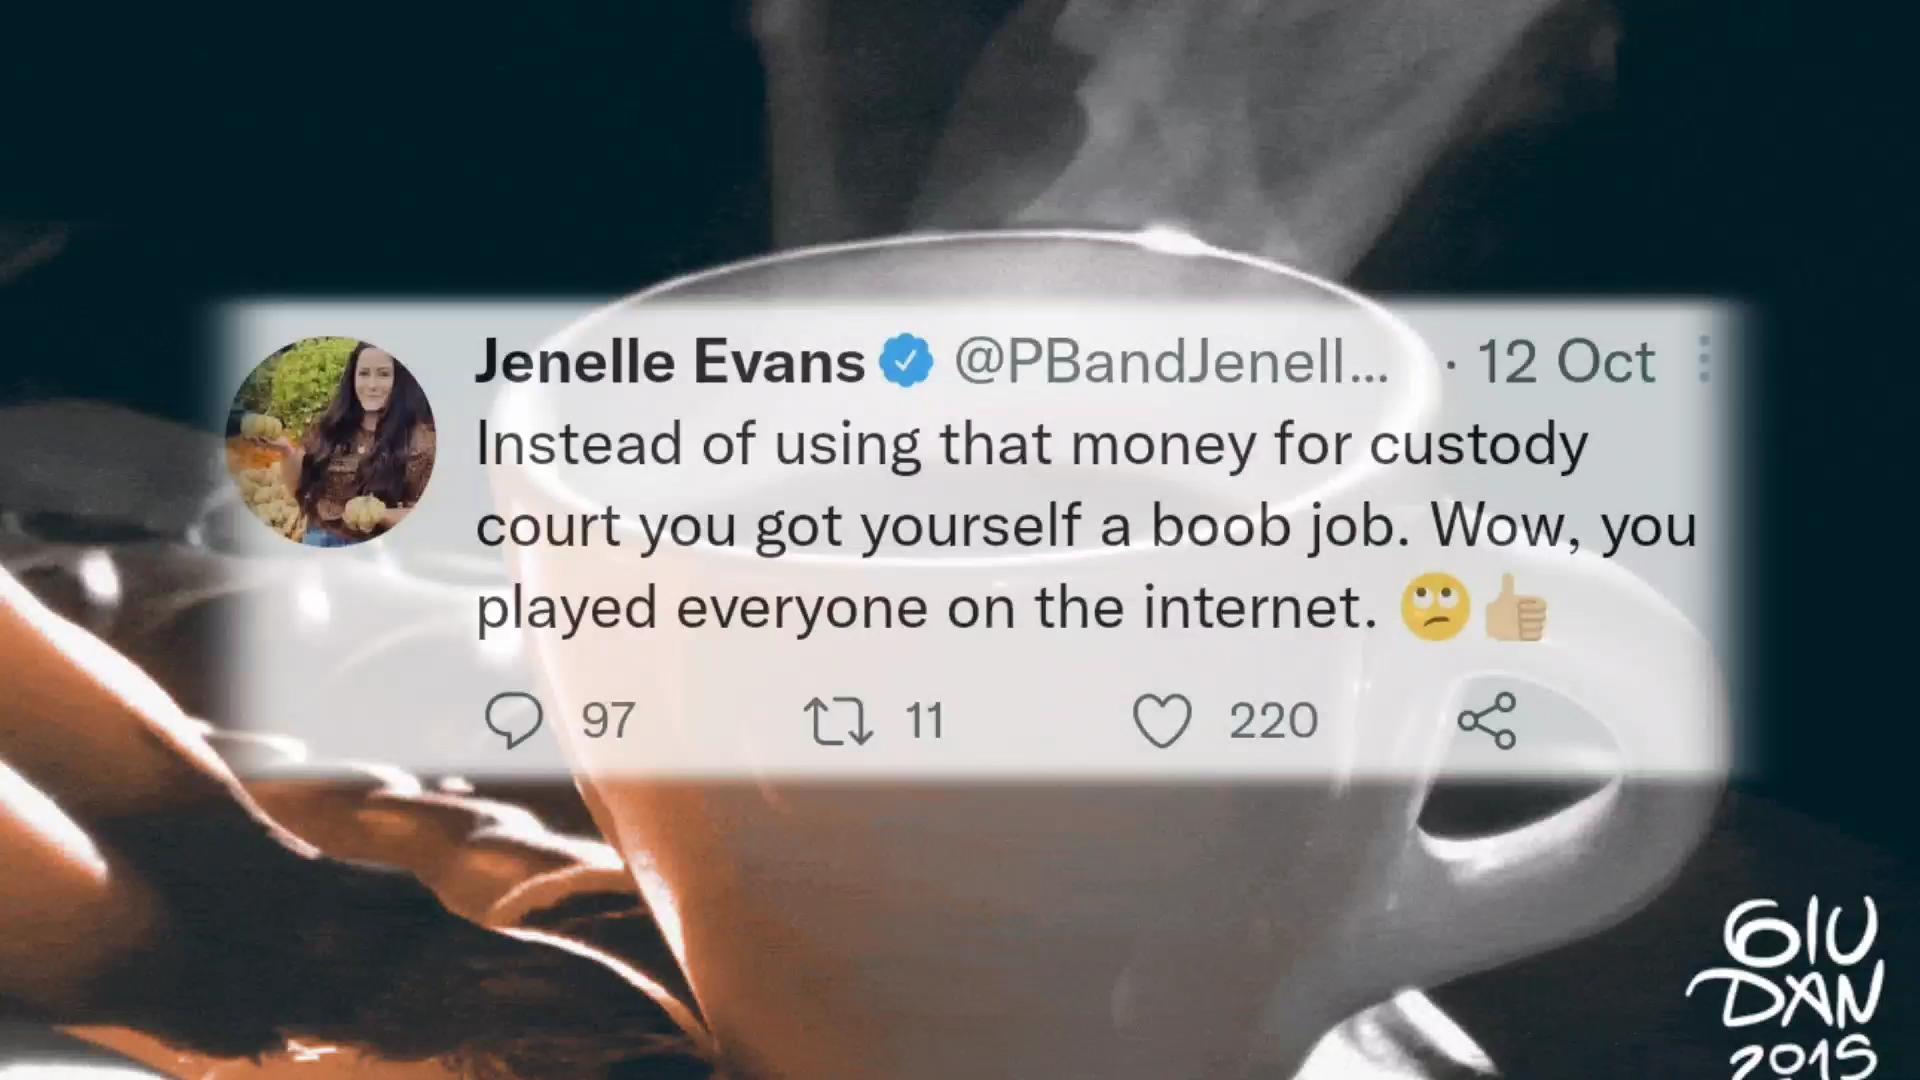 Jenelle Evans @PBandJenell... · 12 Oct
Instead of using that money for custody
court you got yourself a boob job. Wow, you
played everyone on the internet. 🙄👍🏼
97 11 220
GIU
DAN
2015